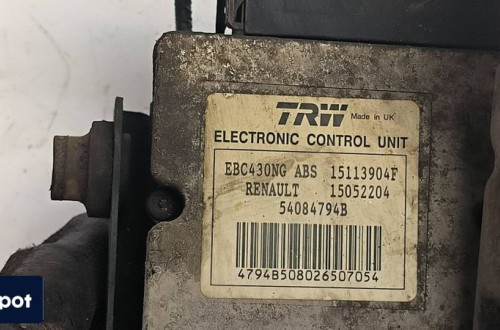 TRW Made in UK
ELECTRONIC CONTROL UNIT
EBC430NG ABS 15113904F
RENAULT 15052204
54084794B
4794B508026507054
pot